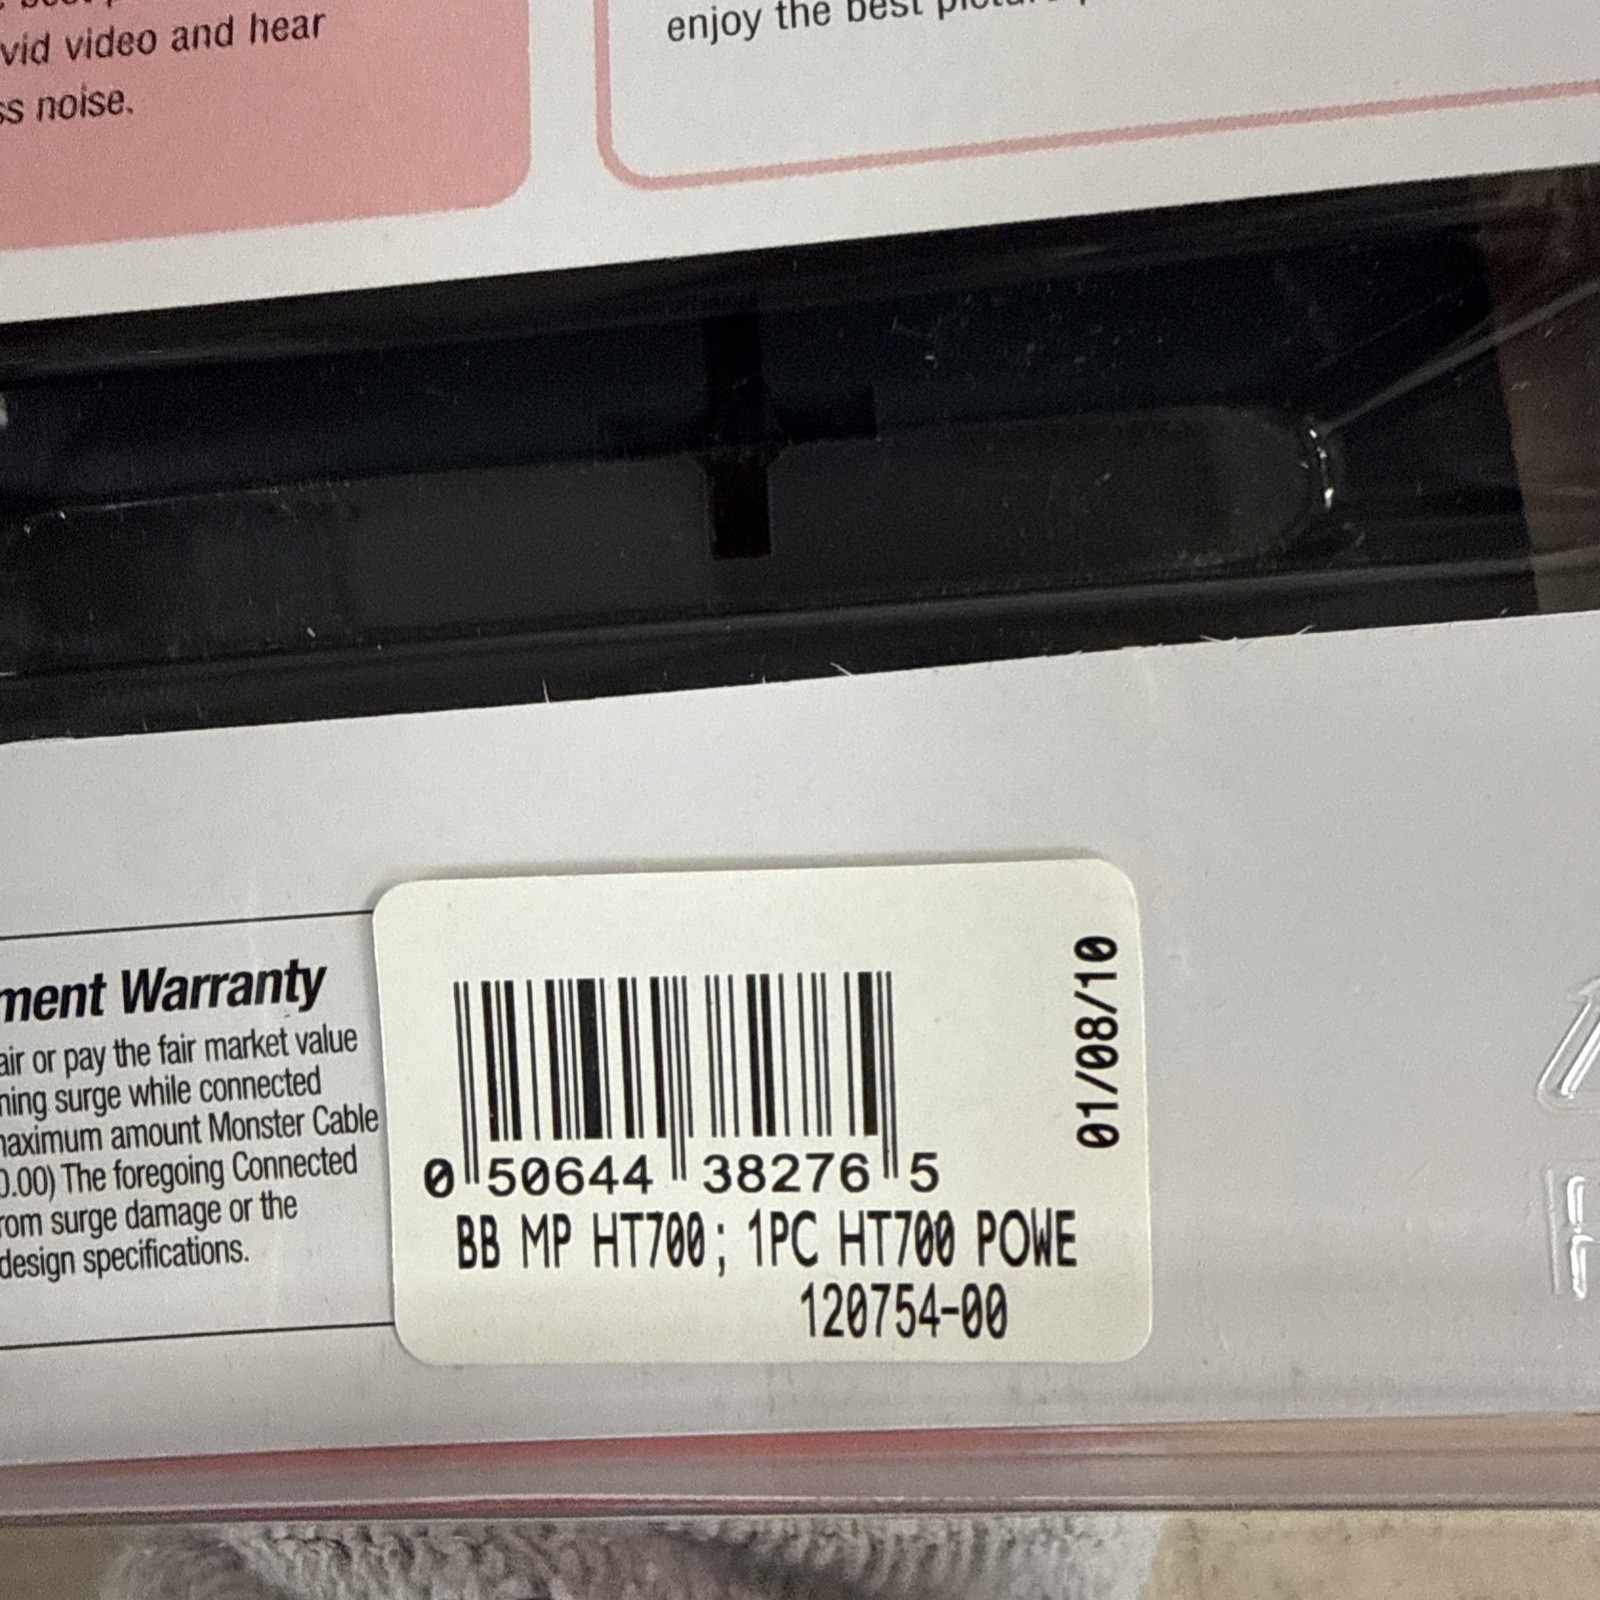 vid video and hear
ss noise.
enjoy the best
ment Warranty
air or pay the fair market value
ning surge while connected
maximum amount Monster Cable
0.00) The foregoing Connected
rom surge damage or the
design specifications.
01/08/10
0 50644 38276 5
BB MP HT700; 1PC HT700 POWE
120754-00